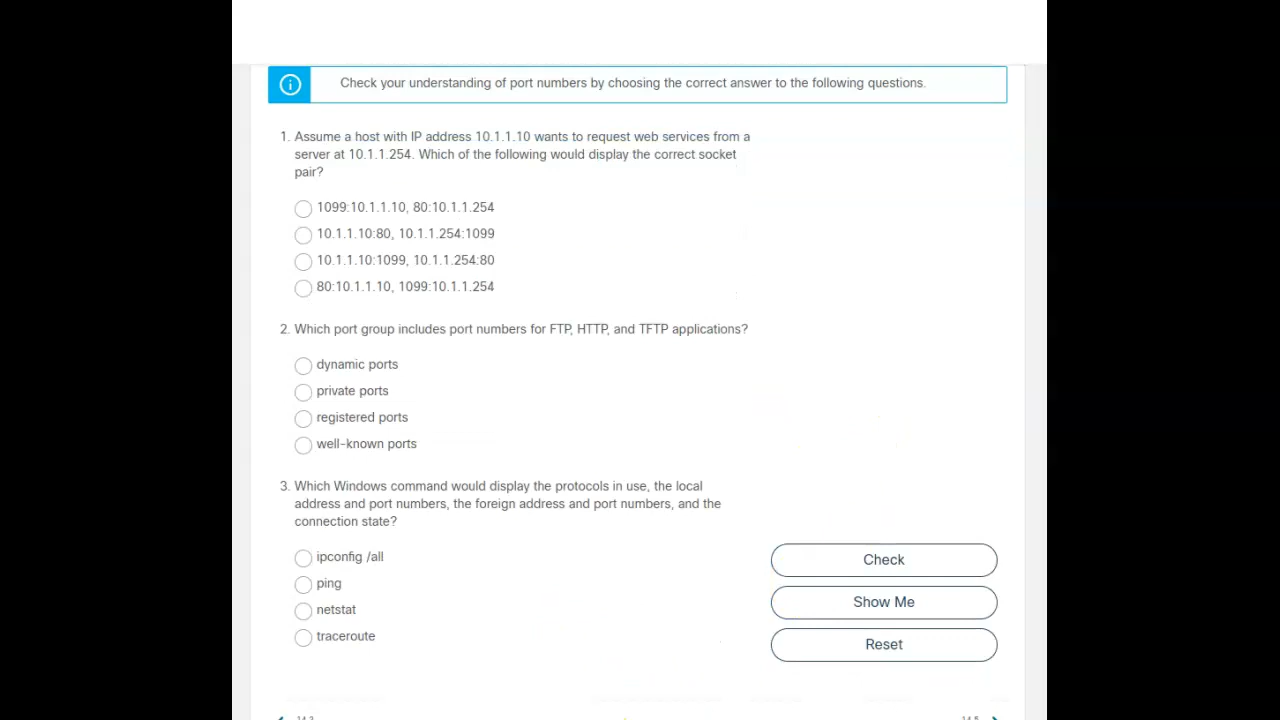 Check your understanding of port numbers by choosing the correct answer to the following questions.
1. Assume a host with IP address 10.1.1.10 wants to request web services from a
server at 10.1.1.254. Which of the following would display the correct socket
pair?
1099:10.1.1.10, 80:10.1.1.254
10.1.1.10:80, 10.1.1.254:1099
10.1.1.10:1099, 10.1.1.254:80
80:10.1.1.10, 1099:10.1.1.254
2. Which port group includes port numbers for FTP, HTTP, and TFTP applications?
dynamic ports
private ports
registered ports
well-known ports
3. Which Windows command would display the protocols in use, the local
address and port numbers, the foreign address and port numbers, and the
connection state?
ipconfig /all
ping
netstat
traceroute
Check
Show Me
Reset
14.3
14.5